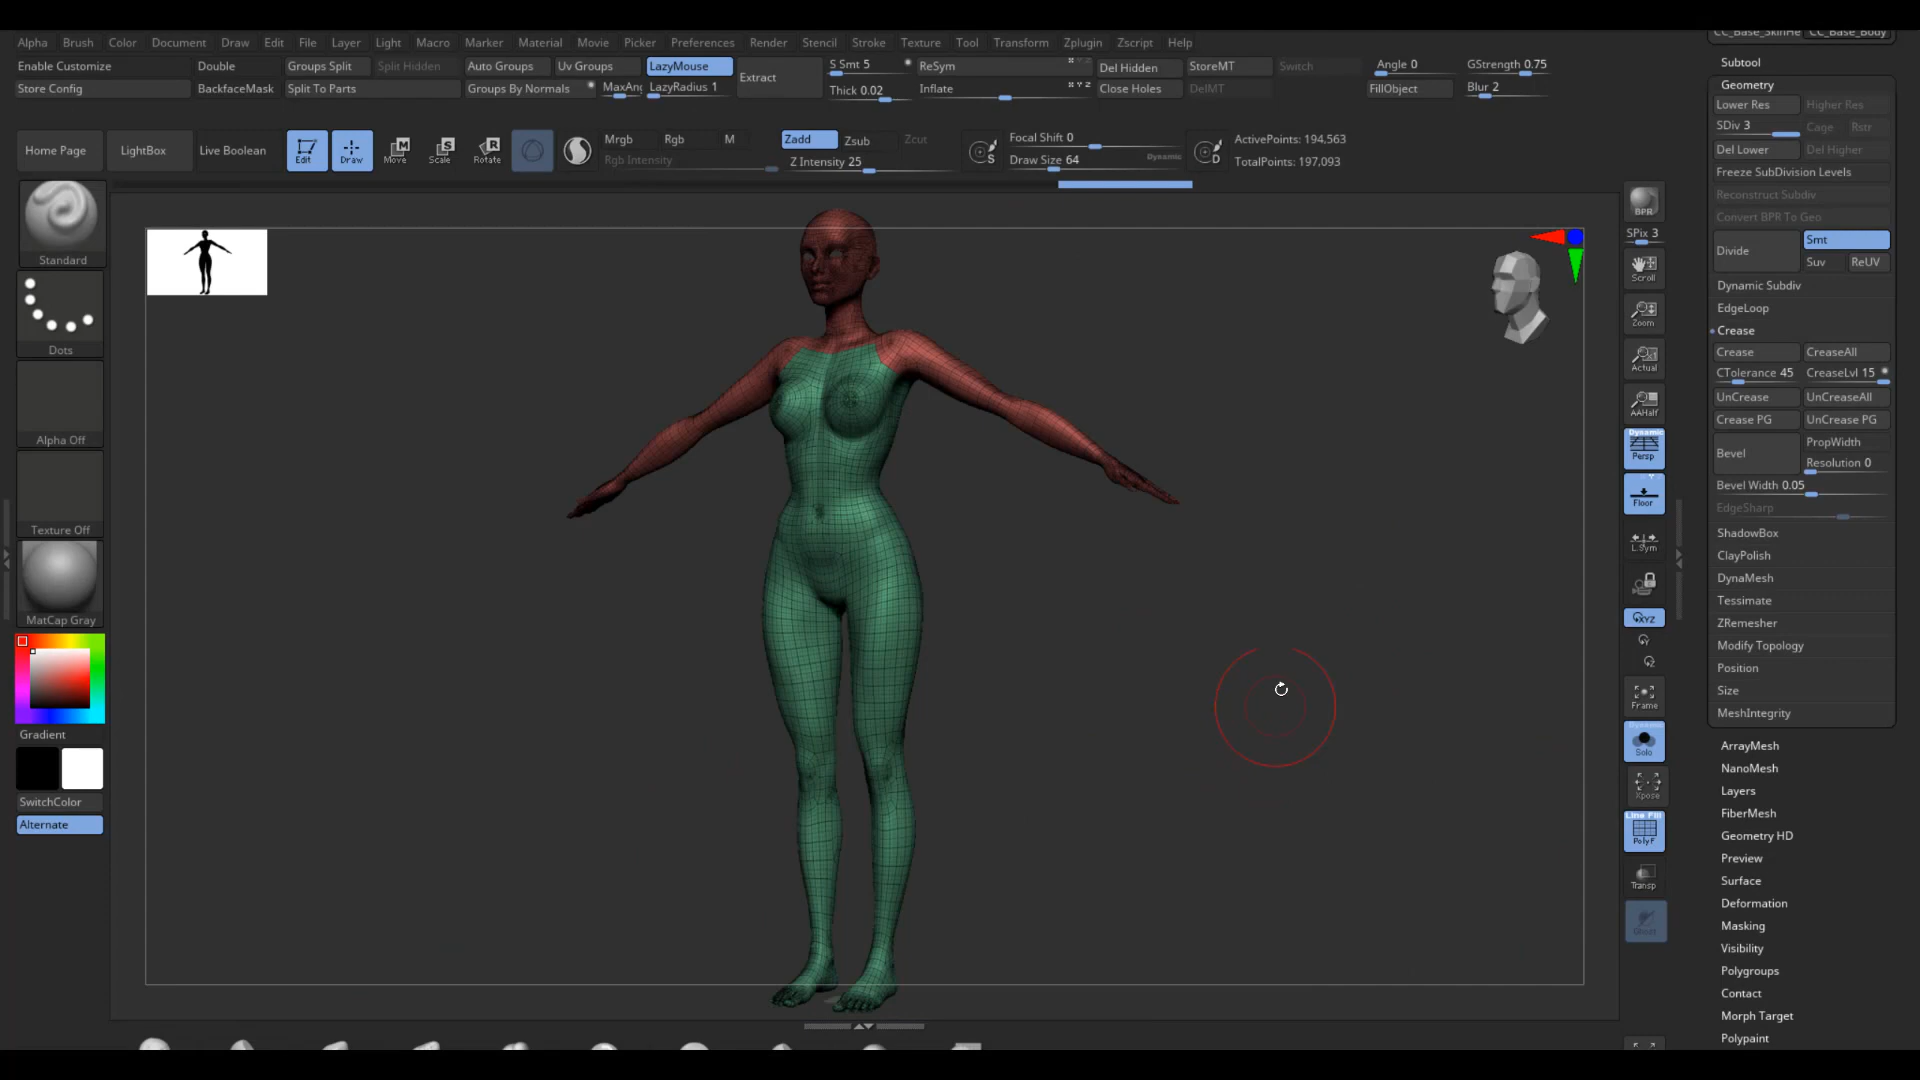 CC_Base_SkinHe CC_Base_Body
Alpha Brush Color Document Draw Edit File Layer Light Macro Marker Material Movie Picker Preferences Render Stencil Stroke Texture Tool Transform Zplugin Zscript Help
Enable Customize Double Groups Split Split Hidden Auto Groups Uv Groups LazyMouse Extract S Smt 5 ReSym Del Hidden StoreMT Switch Angle 0 GStrength 0.75
Store Config BackfaceMask Split To Parts Groups By Normals MaxAng LazyRadius 1 Thick 0.02 Inflate Close Holes DelMT FillObject Blur 2
Home Page LightBox Live Boolean Edit Draw Move Scale Rotate
Mrgb Rgb M Zadd Zsub Zcut Focal Shift 0 ActivePoints: 194,563
Rgb Intensity Z Intensity 25 Draw Size 64 Dynamic TotalPoints: 197,093
Standard
Dots
Alpha Off
Texture Off
MatCap Gray
Gradient
SwitchColor
Alternate
BPR
SPix 3
Scroll
Zoom
Actual
AAHalf
Dynamic
Persp
Floor
L.Sym
XYZ
Frame
Dynamic
Solo
Xpose
Line Fill
PolyF
Transp
Ghost
Subtool
Geometry
Lower Res Higher Res
SDiv 3 Cage Rstr
Del Lower Del Higher
Freeze SubDivision Levels
Reconstruct Subdiv
Convert BPR To Geo
Divide Smt
Suv ReUV
Dynamic Subdiv
EdgeLoop
Crease
Crease CreaseAll
CTolerance 45 CreaseLvl 15
UnCrease UnCreaseAll
Crease PG UnCrease PG
Bevel PropWidth
Resolution 0
Bevel Width 0.05
EdgeSharp
ShadowBox
ClayPolish
DynaMesh
Tessimate
ZRemesher
Modify Topology
Position
Size
MeshIntegrity
ArrayMesh
NanoMesh
Layers
FiberMesh
Geometry HD
Preview
Surface
Deformation
Masking
Visibility
Polygroups
Contact
Morph Target
Polypaint